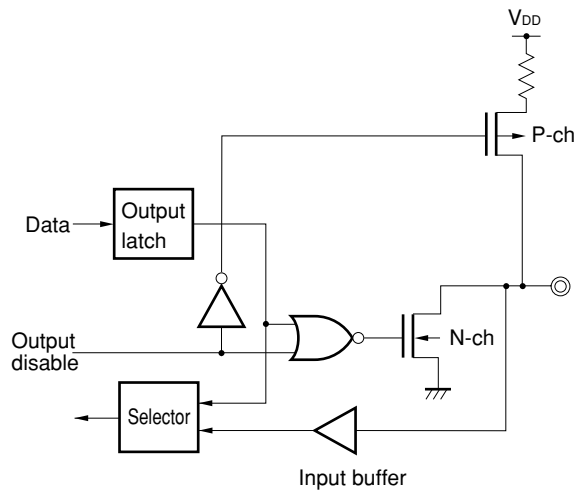 VDD
P-ch
Data
Output
latch
N-ch
Output
disable
Selector
Input buffer